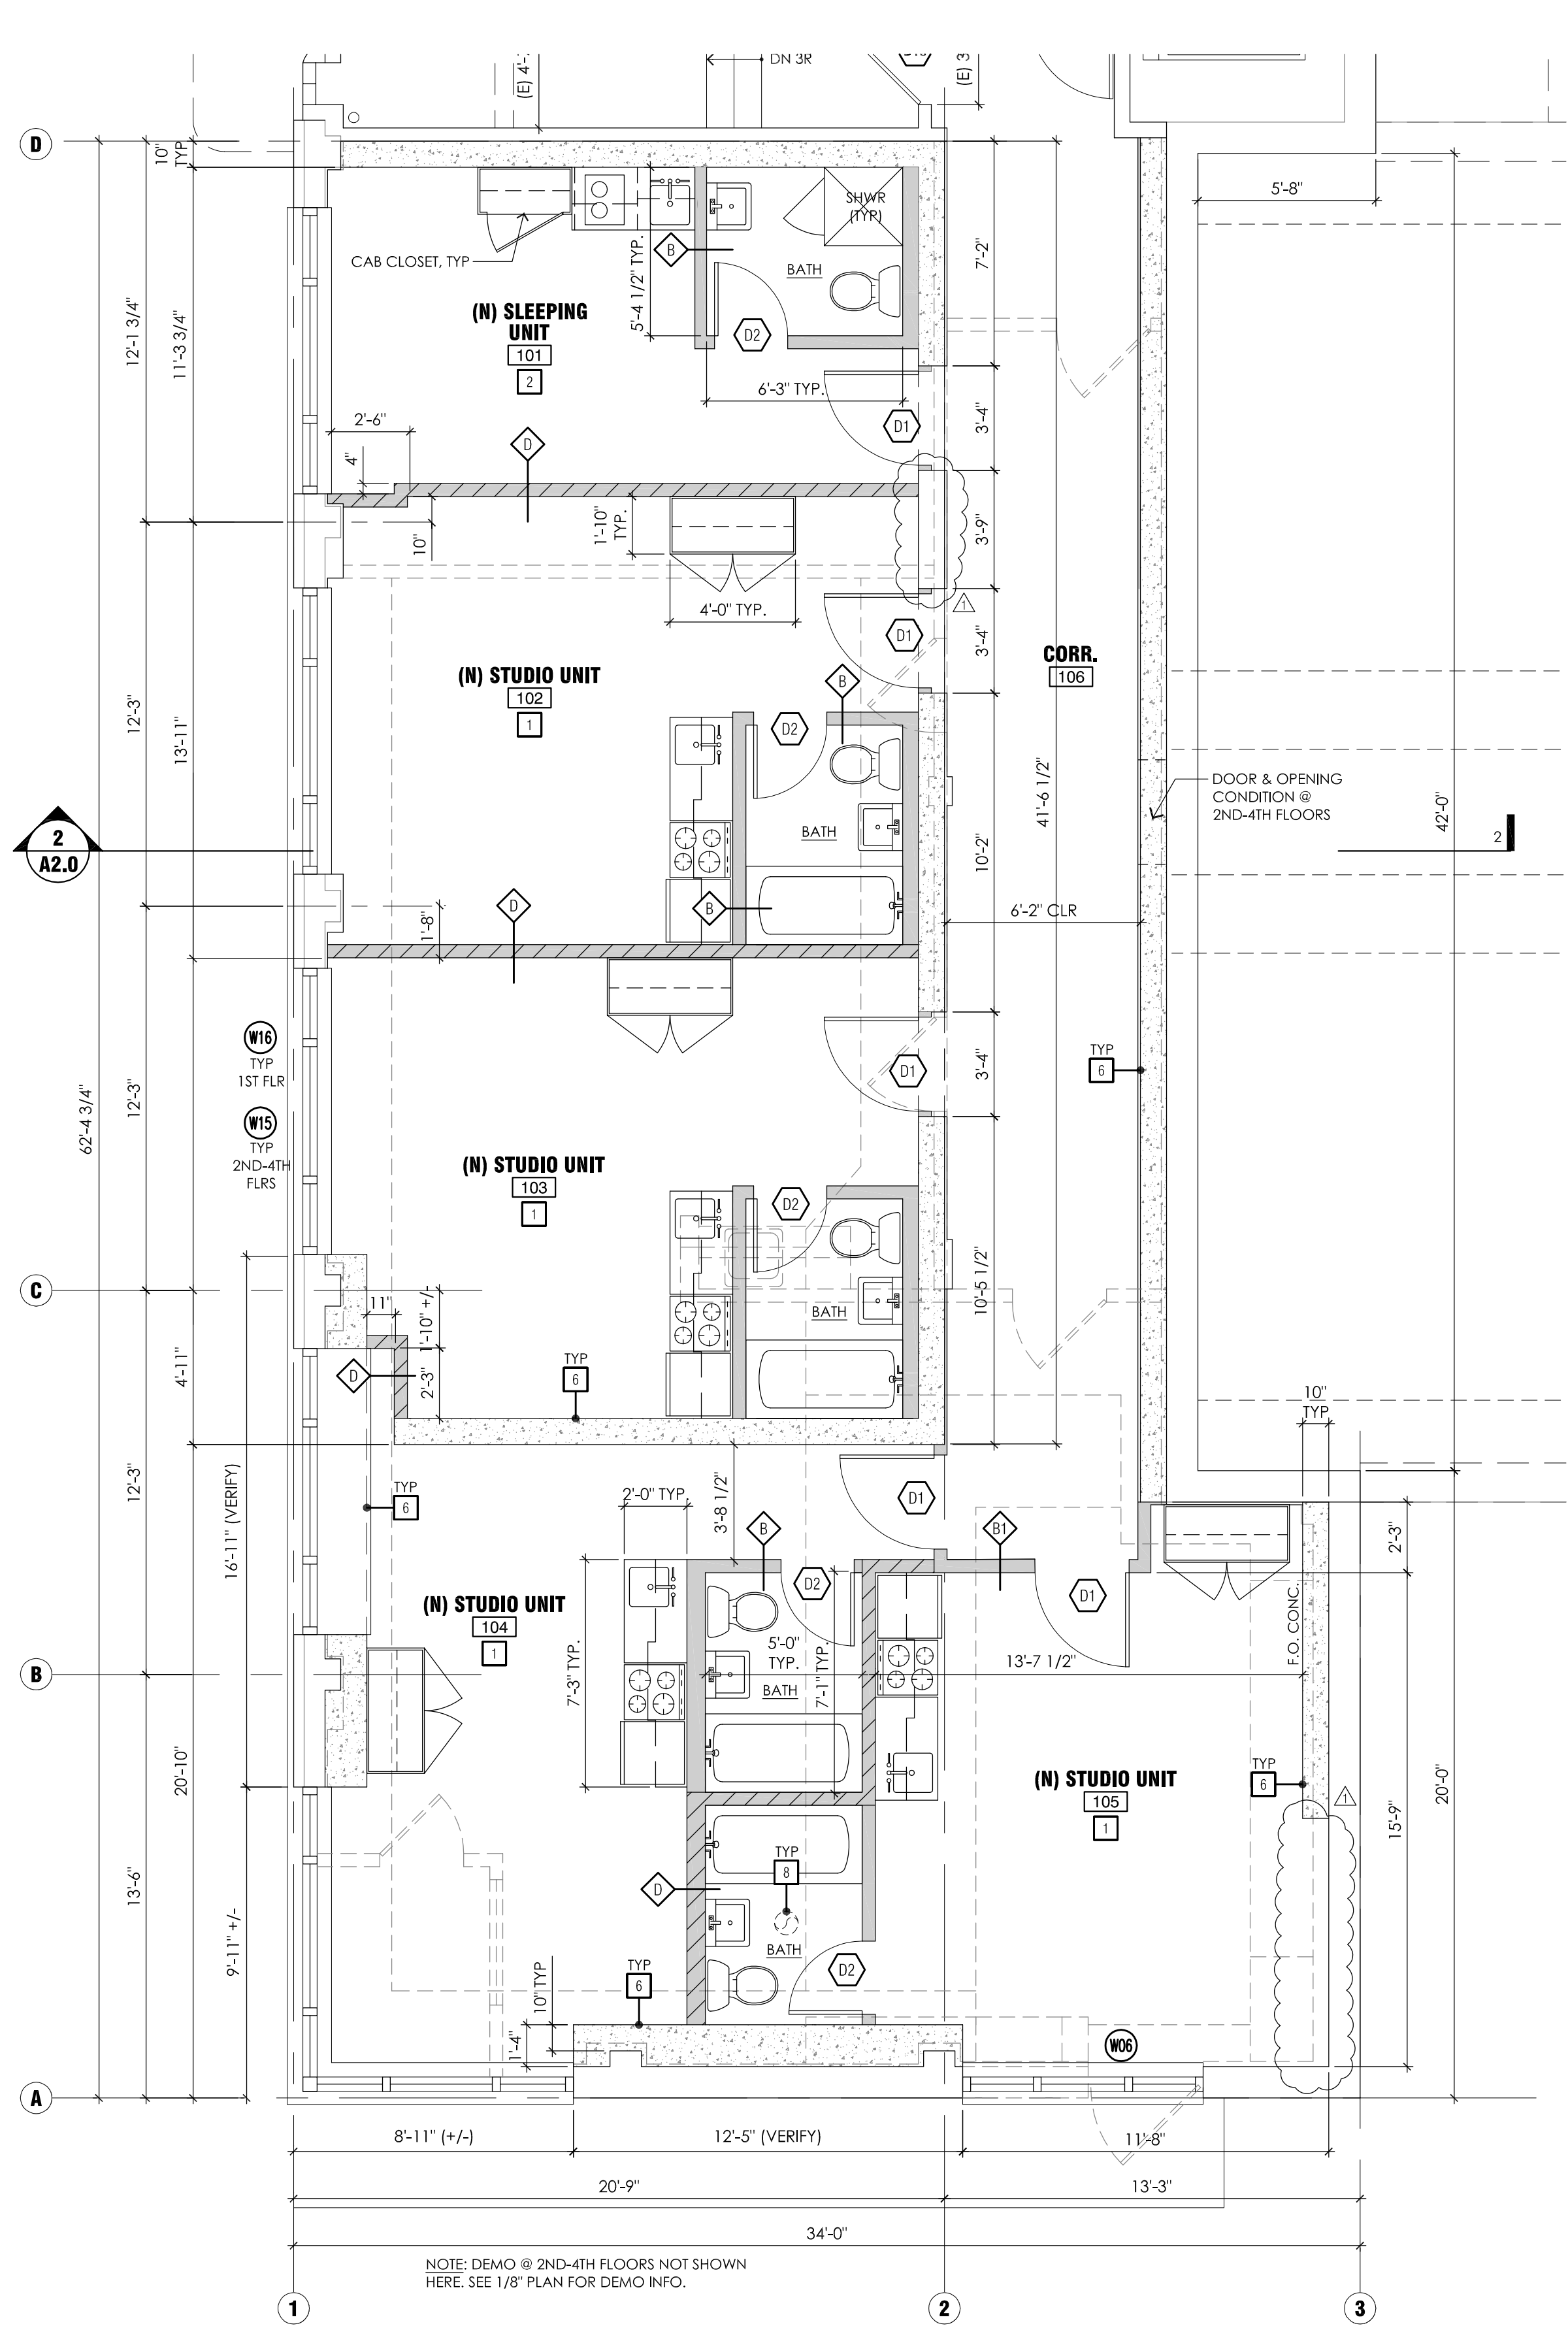 DN 3R
(E) 4'-
(E) 3
D
10"
TYP
5'-8"
SHWR
(TYP)
B
BATH
CAB CLOSET, TYP
5'-4 1/2" TYP.
7'-2"
(N) SLEEPING
UNIT
101
2
D2
12'-1 3/4"
11'-3 3/4"
6'-3" TYP.
2'-6"
D1
3'-4"
D
4"
10"
1'-10"
TYP.
3'-9"
4'-0" TYP.
1
D1
3'-4"
CORR.
106
(N) STUDIO UNIT
102
1
B
D2
12'-3"
13'-11"
41'-6 1/2"
DOOR & OPENING
CONDITION @
2ND-4TH FLOORS
42'-0"
2
A2.0
2
BATH
10'-2"
D
B
1'-8"
6'-2" CLR
W16
TYP
1ST FLR
W15
TYP
2ND-4TH
FLRS
62'-4 3/4"
12'-3"
D1
3'-4"
TYP
6
(N) STUDIO UNIT
103
1
D2
C
11"
1'-10" +/-
BATH
10'-5 1/2"
4'-11"
D
2'-3"
TYP
6
10"
TYP
12'-3"
16'-11" (VERIFY)
TYP
6
2'-0" TYP.
3'-8 1/2"
D1
B
B1
2'-3"
D2
D1
F.O. CONC.
(N) STUDIO UNIT
104
1
7'-3" TYP.
5'-0"
TYP.
BATH
7'-1" TYP.
13'-7 1/2"
B
20'-10"
(N) STUDIO UNIT
105
1
TYP
6
1
20'-0"
15'-9"
13'-6"
9'-11" +/-
TYP
8
D
BATH
D2
TYP
6
10" TYP
1'-4"
W06
A
8'-11" (+/-)
12'-5" (VERIFY)
11'-8"
20'-9"
13'-3"
34'-0"
NOTE: DEMO @ 2ND-4TH FLOORS NOT SHOWN
HERE. SEE 1/8" PLAN FOR DEMO INFO.
1
2
3